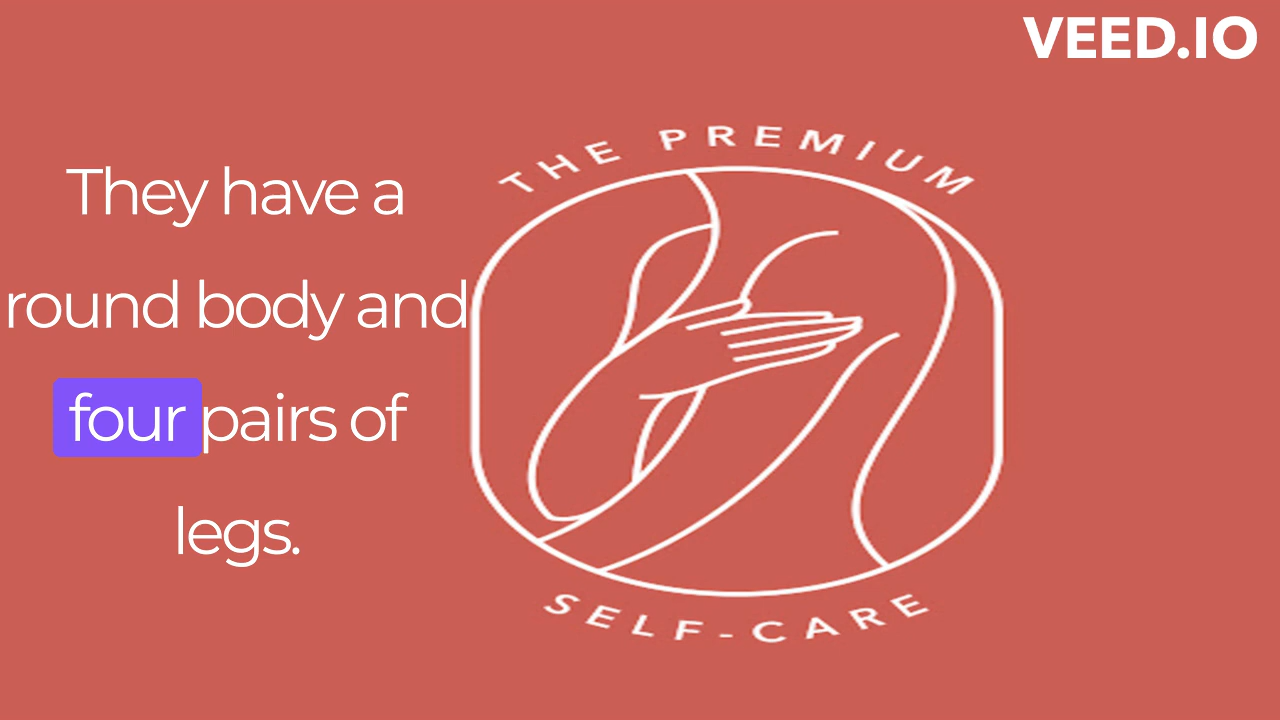 VEED.IO
They have a
round body and
four pairs of
legs.
THE PREMIUM
SELF-CARE